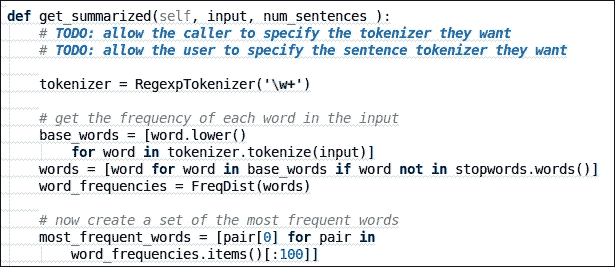 def get_summarized(self, input, num_sentences ):
    # TODO: allow the caller to specify the tokenizer they want
    # TODO: allow the user to specify the sentence tokenizer they want

    tokenizer = RegexpTokenizer('\w+')

    # get the frequency of each word in the input
    base_words = [word.lower()
        for word in tokenizer.tokenize(input)]
    words = [word for word in base_words if word not in stopwords.words()]
    word_frequencies = FreqDist(words)

    # now create a set of the most frequent words
    most_frequent_words = [pair[0] for pair in
        word_frequencies.items()[:100]]